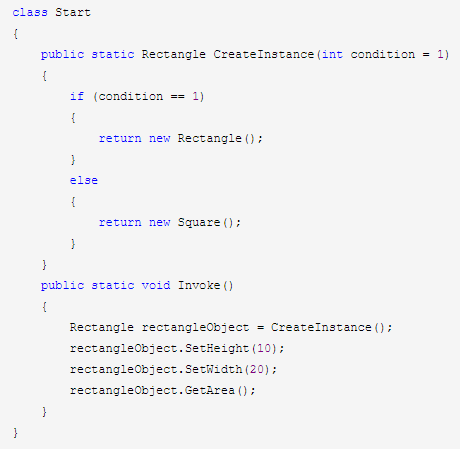 class Start
{
    public static Rectangle CreateInstance(int condition = 1)
    {
        if (condition == 1)
        {
            return new Rectangle();
        }
        else
        {
            return new Square();
        }
    }
    public static void Invoke()
    {
        Rectangle rectangleObject = CreateInstance();
        rectangleObject.SetHeight(10);
        rectangleObject.SetWidth(20);
        rectangleObject.GetArea();
    }
}